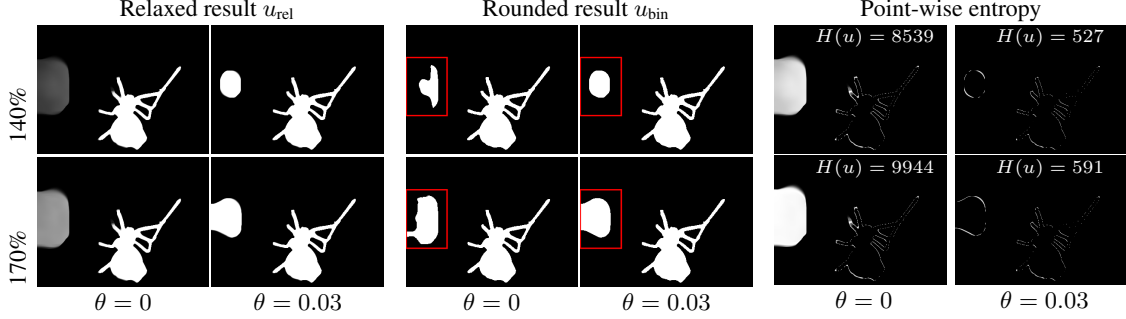 Relaxed result u_rel Rounded result u_bin Point-wise entropy
140% H(u) = 8539 H(u) = 527
170% H(u) = 9944 H(u) = 591
θ = 0 θ = 0.03 θ = 0 θ = 0.03 θ = 0 θ = 0.03